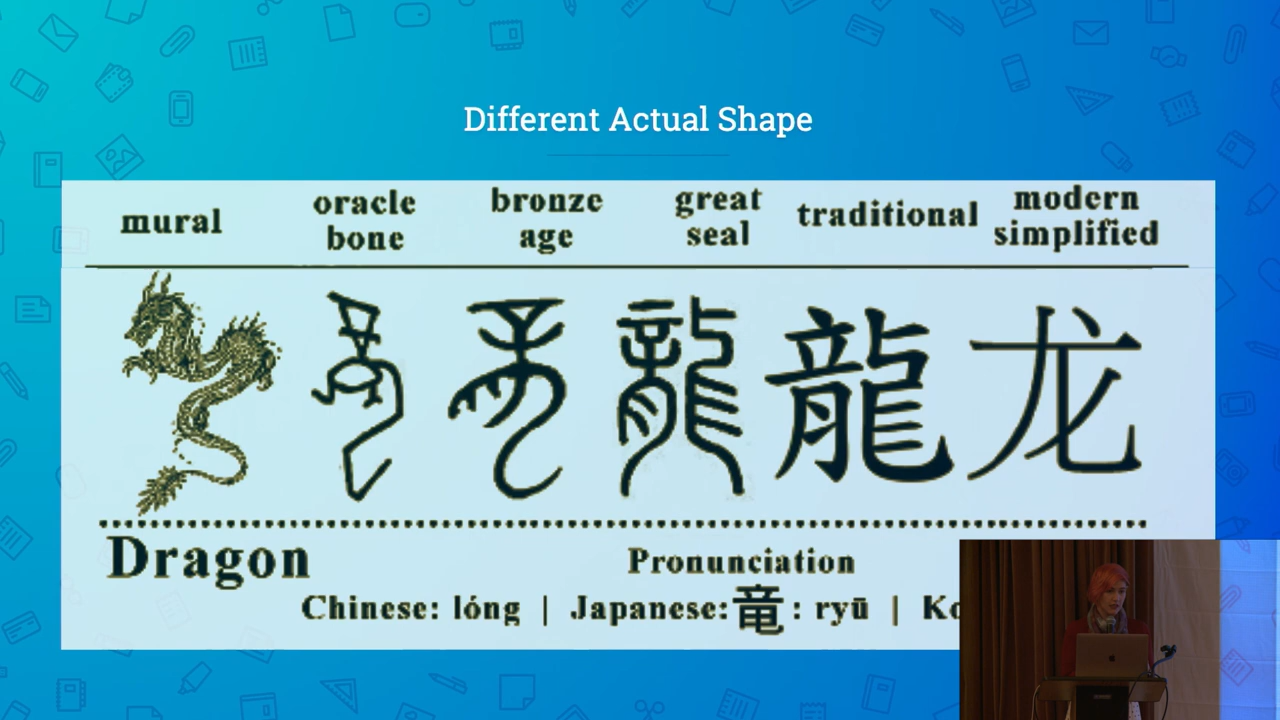 Different Actual Shape
mural oracle bone bronze age great seal traditional modern simplified
龍 龍 龙
Dragon
Pronunciation
Chinese: lóng | Japanese:竜: ryū |